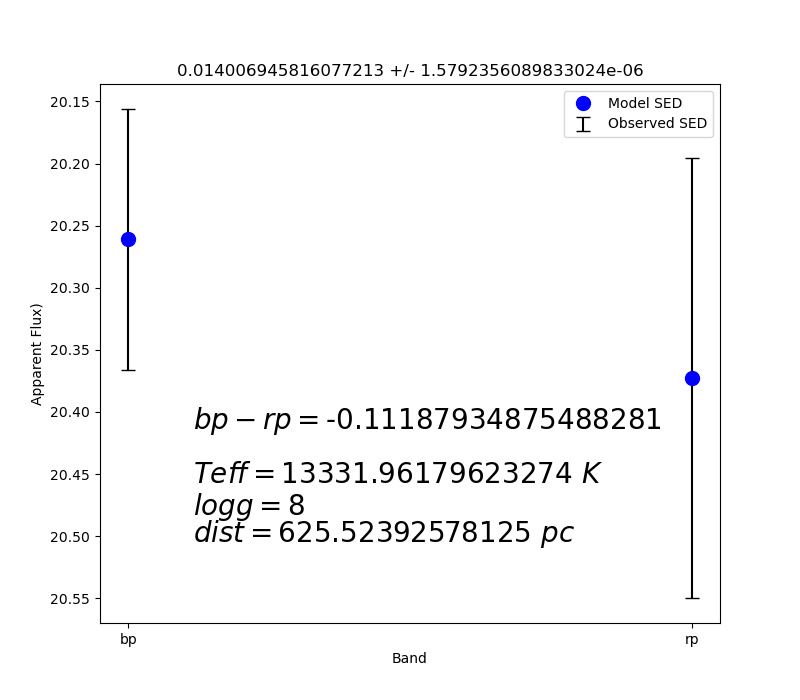 0.014006945816077213 +/- 1.5792356089833024e-06
Model SED
Observed SED
20.15
20.20
20.25
20.30
20.35
20.40
20.45
20.50
20.55
Apparent Flux)
bp − rp = -0.11187934875488281
Teff = 13331.96179623274 K
logg = 8
dist = 625.52392578125 pc
bp
rp
Band